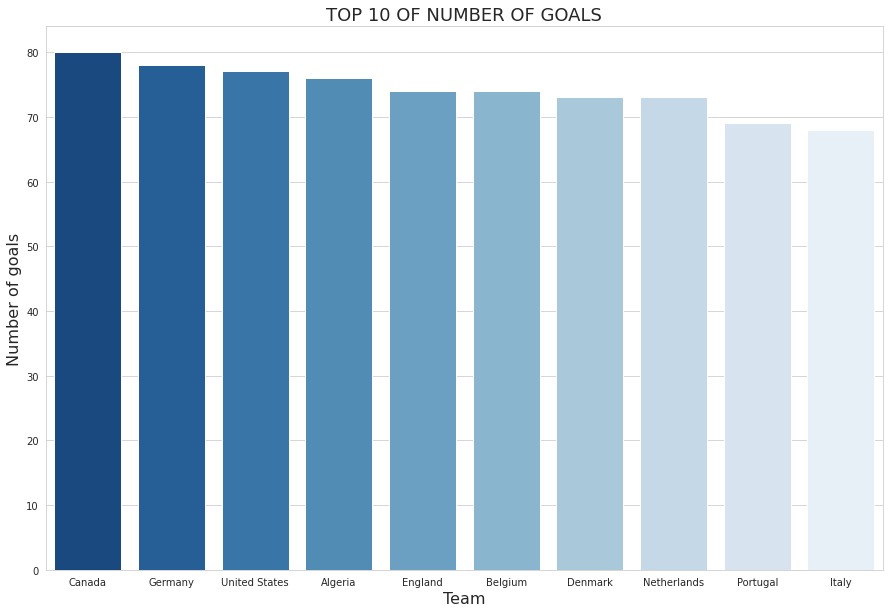 TOP 10 OF NUMBER OF GOALS
Number of goals
80
70
60
50
40
30
20
10
0
Canada Germany United States Algeria England Belgium Denmark Netherlands Portugal Italy
Team